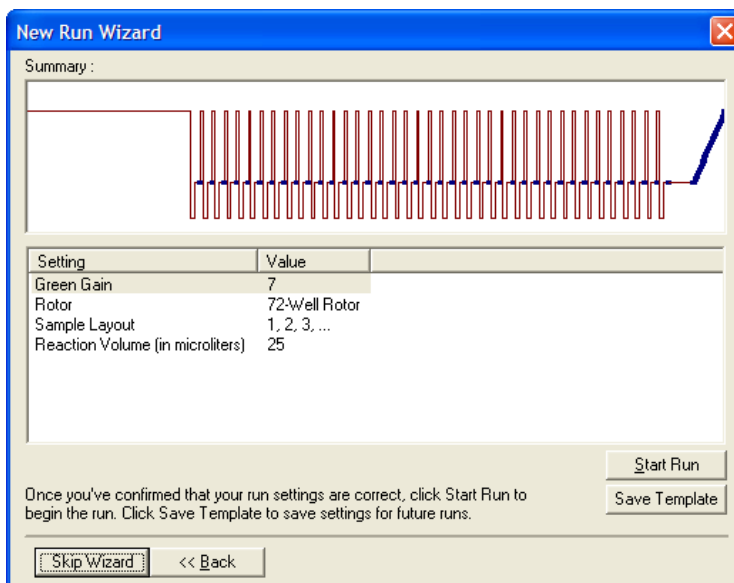 New Run Wizard
Summary :
Setting Value
Green Gain 7
Rotor 72-Well Rotor
Sample Layout 1, 2, 3, ...
Reaction Volume (in microliters) 25
Start Run
Once you've confirmed that your run settings are correct, click Start Run to
begin the run. Click Save Template to save settings for future runs.
Save Template
Skip Wizard << Back